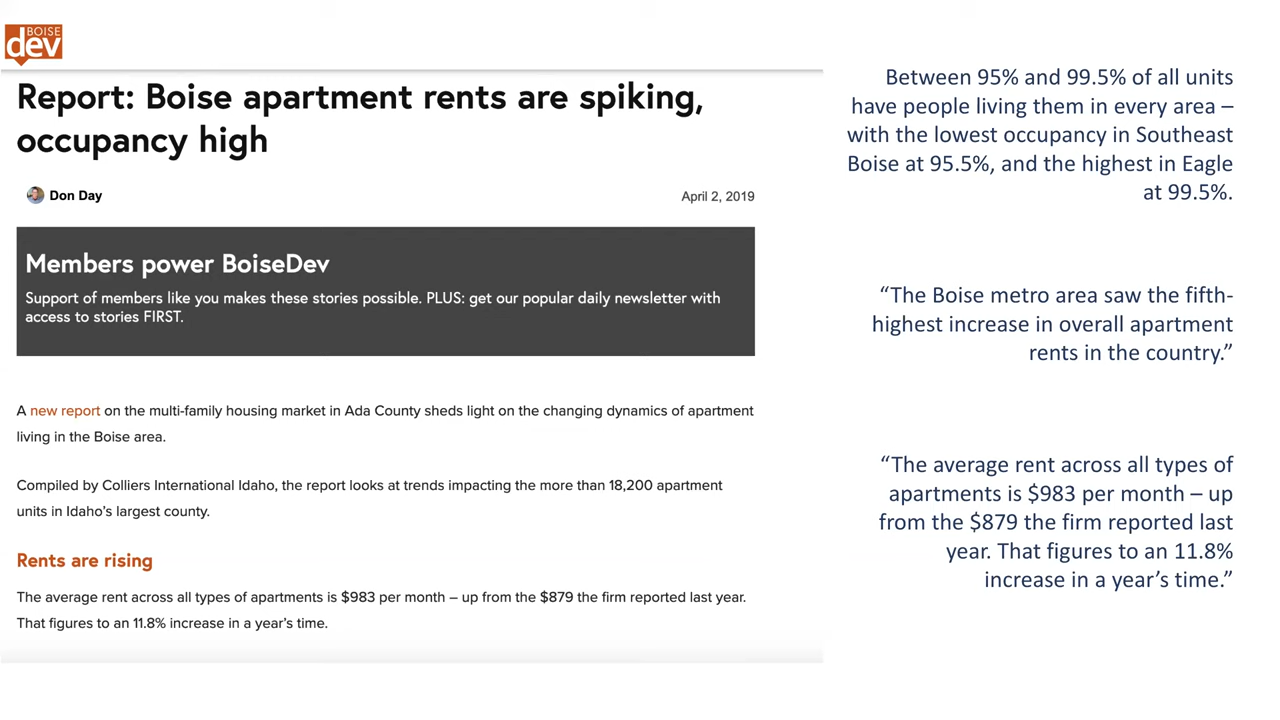 BOISE
dev
Report: Boise apartment rents are spiking,
occupancy high
Don Day
April 2, 2019
Members power BoiseDev
Support of members like you makes these stories possible. PLUS: get our popular daily newsletter with
access to stories FIRST.
A new report on the multi-family housing market in Ada County sheds light on the changing dynamics of apartment
living in the Boise area.
Compiled by Colliers International Idaho, the report looks at trends impacting the more than 18,200 apartment
units in Idaho’s largest county.
Rents are rising
The average rent across all types of apartments is $983 per month – up from the $879 the firm reported last year.
That figures to an 11.8% increase in a year’s time.
Between 95% and 99.5% of all units
have people living them in every area –
with the lowest occupancy in Southeast
Boise at 95.5%, and the highest in Eagle
at 99.5%.
“The Boise metro area saw the fifth-
highest increase in overall apartment
rents in the country.”
“The average rent across all types of
apartments is $983 per month – up
from the $879 the firm reported last
year. That figures to an 11.8%
increase in a year’s time.”